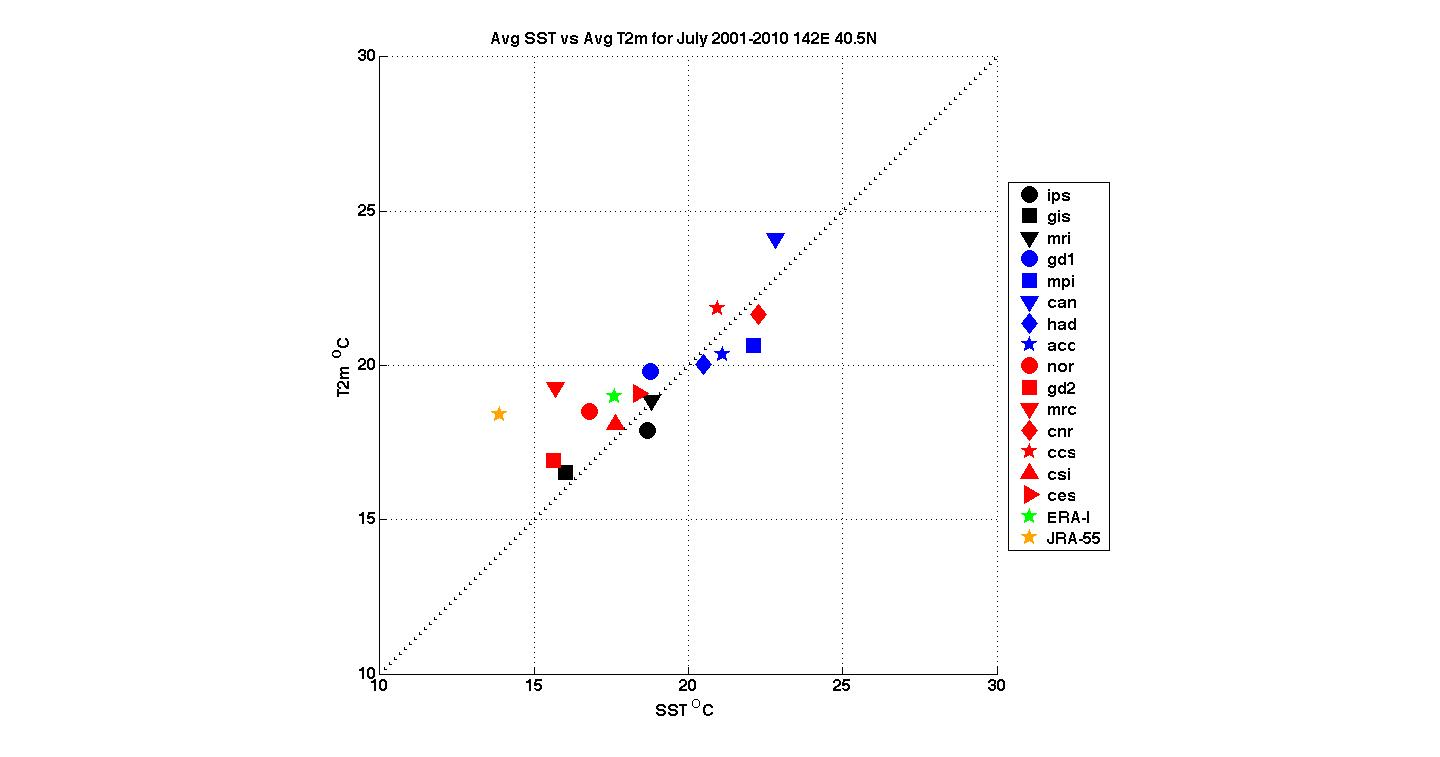 Avg SST vs Avg T2m for July 2001-2010 142E 40.5N
30
25
20
15
10
T2m °C
10 15 20 25 30
SST °C
ips
gis
mri
gd1
mpi
can
had
acc
nor
gd2
mrc
cnr
ccs
csi
ces
ERA-I
JRA-55